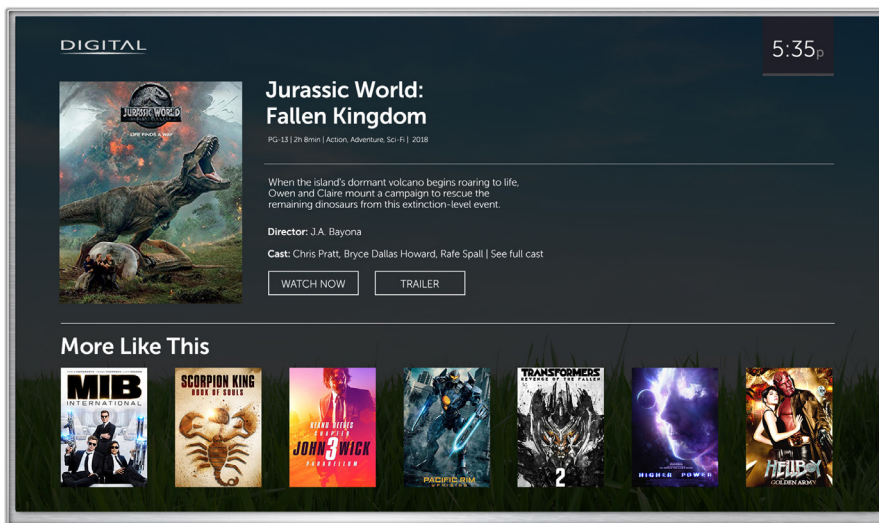 DIGITAL
5:35p
JURASSIC WORLD
LIFE FINDS A WAY
Jurassic World:
Fallen Kingdom
PG-13 | 2h 8min | Action, Adventure, Sci-Fi | 2018
When the island's dormant volcano begins roaring to life,
Owen and Claire mount a campaign to rescue the
remaining dinosaurs from this extinction-level event.
Director: J.A. Bayona
Cast: Chris Pratt, Bryce Dallas Howard, Rafe Spall | See full cast
WATCH NOW
TRAILER
More Like This
MIB
INTERNATIONAL
SCORPION KING
BOOK OF SOULS
KEANU REEVES
CHAPTER
JOHN 3 WICK
PARABELLUM
PACIFIC RIM
UPRISING
TRANSFORMERS
REVENGE OF THE FALLEN
2
HIGHER POWER
HELLBOY
GOLDEN ARMY